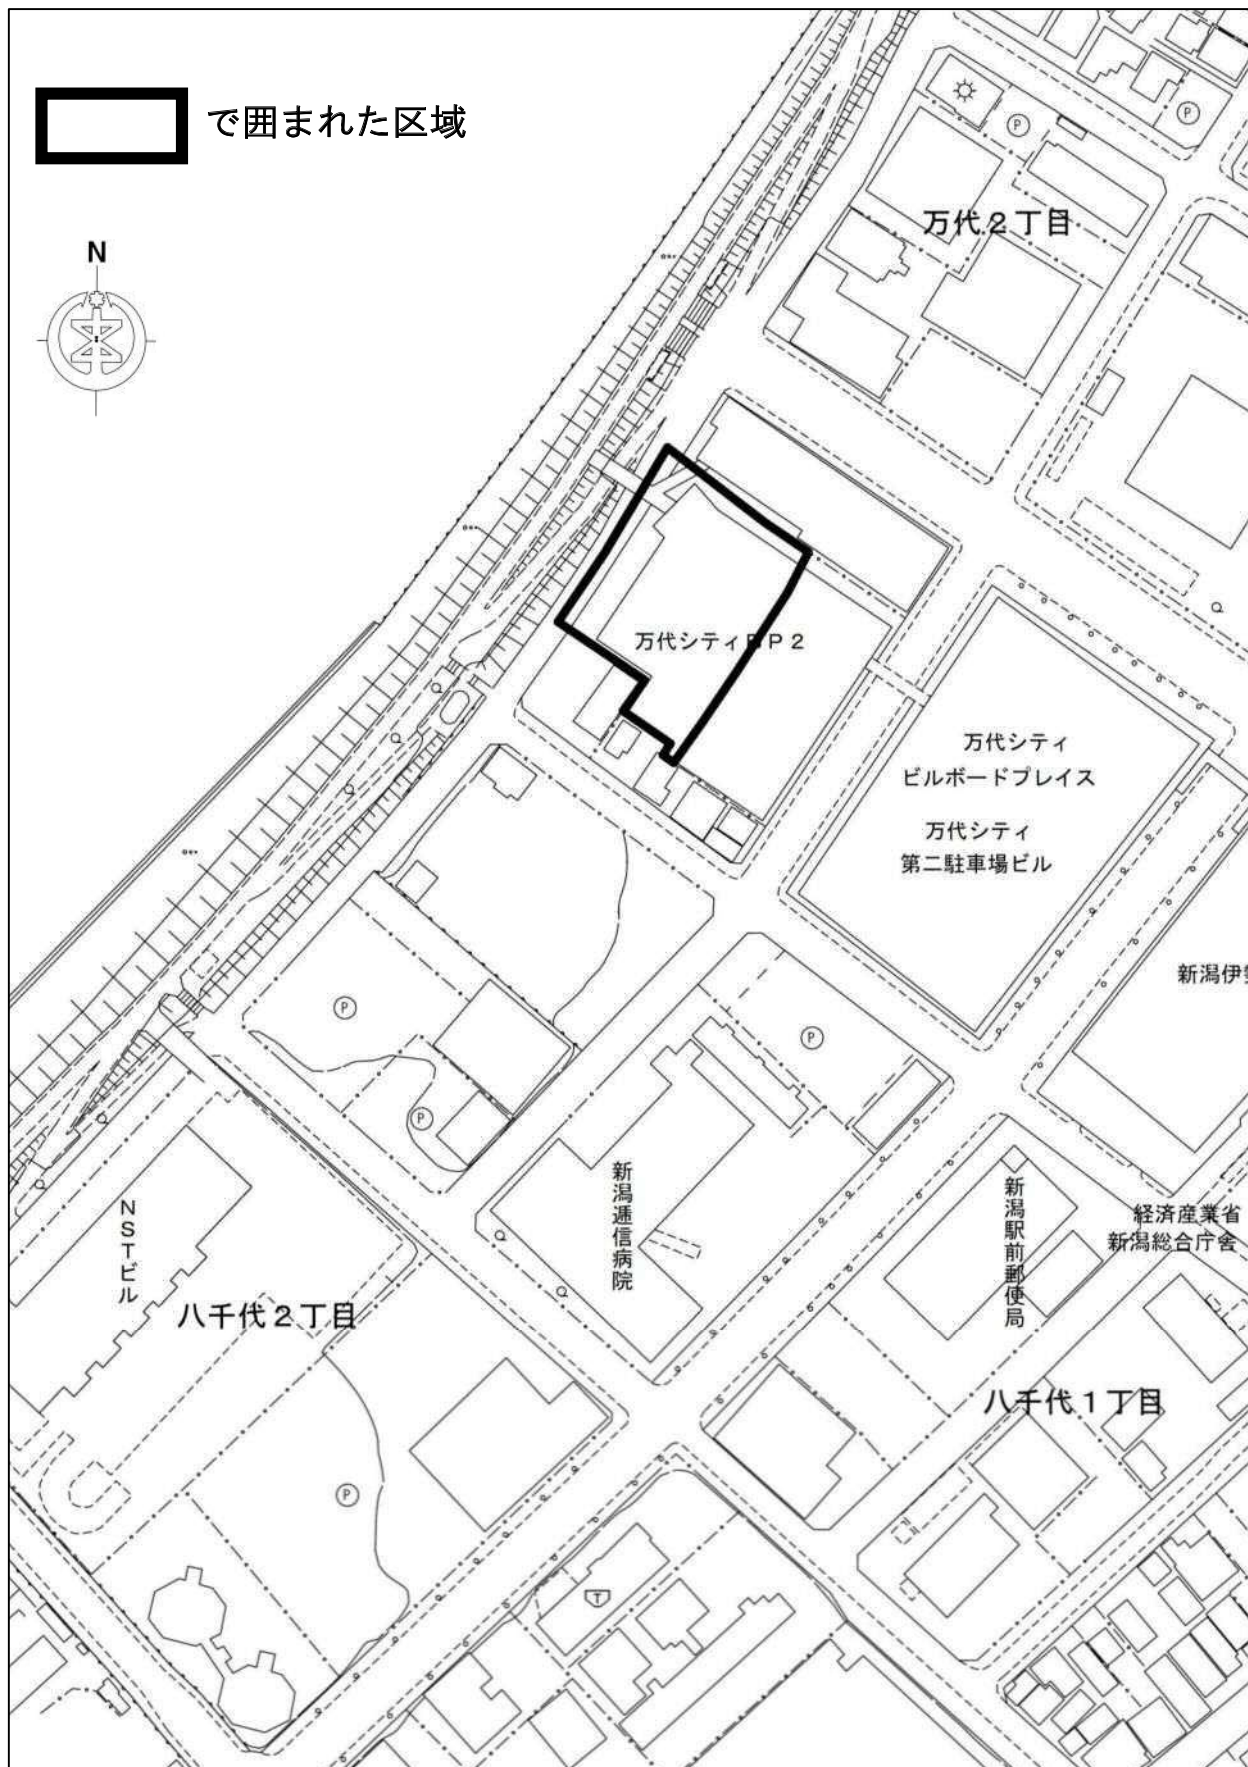 で囲まれた区域
N
P
P
万代２丁目
万代シティＢＰ２
万代シティ
ビルボードプレイス
万代シティ
第二駐車場ビル
新潟伊勢
P
P
P
新潟逓信病院
新潟駅前郵便局
経済産業省
新潟総合庁舎
NSTビル
八千代２丁目
八千代１丁目
P
T